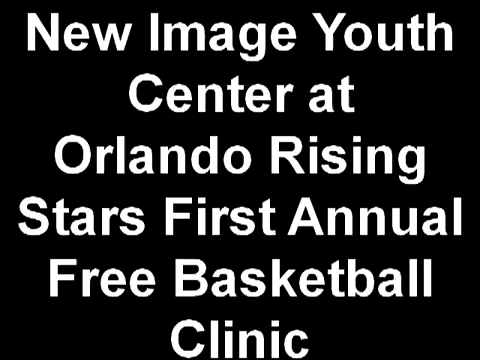 New Image Youth
Center at
Orlando Rising
Stars First Annual
Free Basketball
Clinic